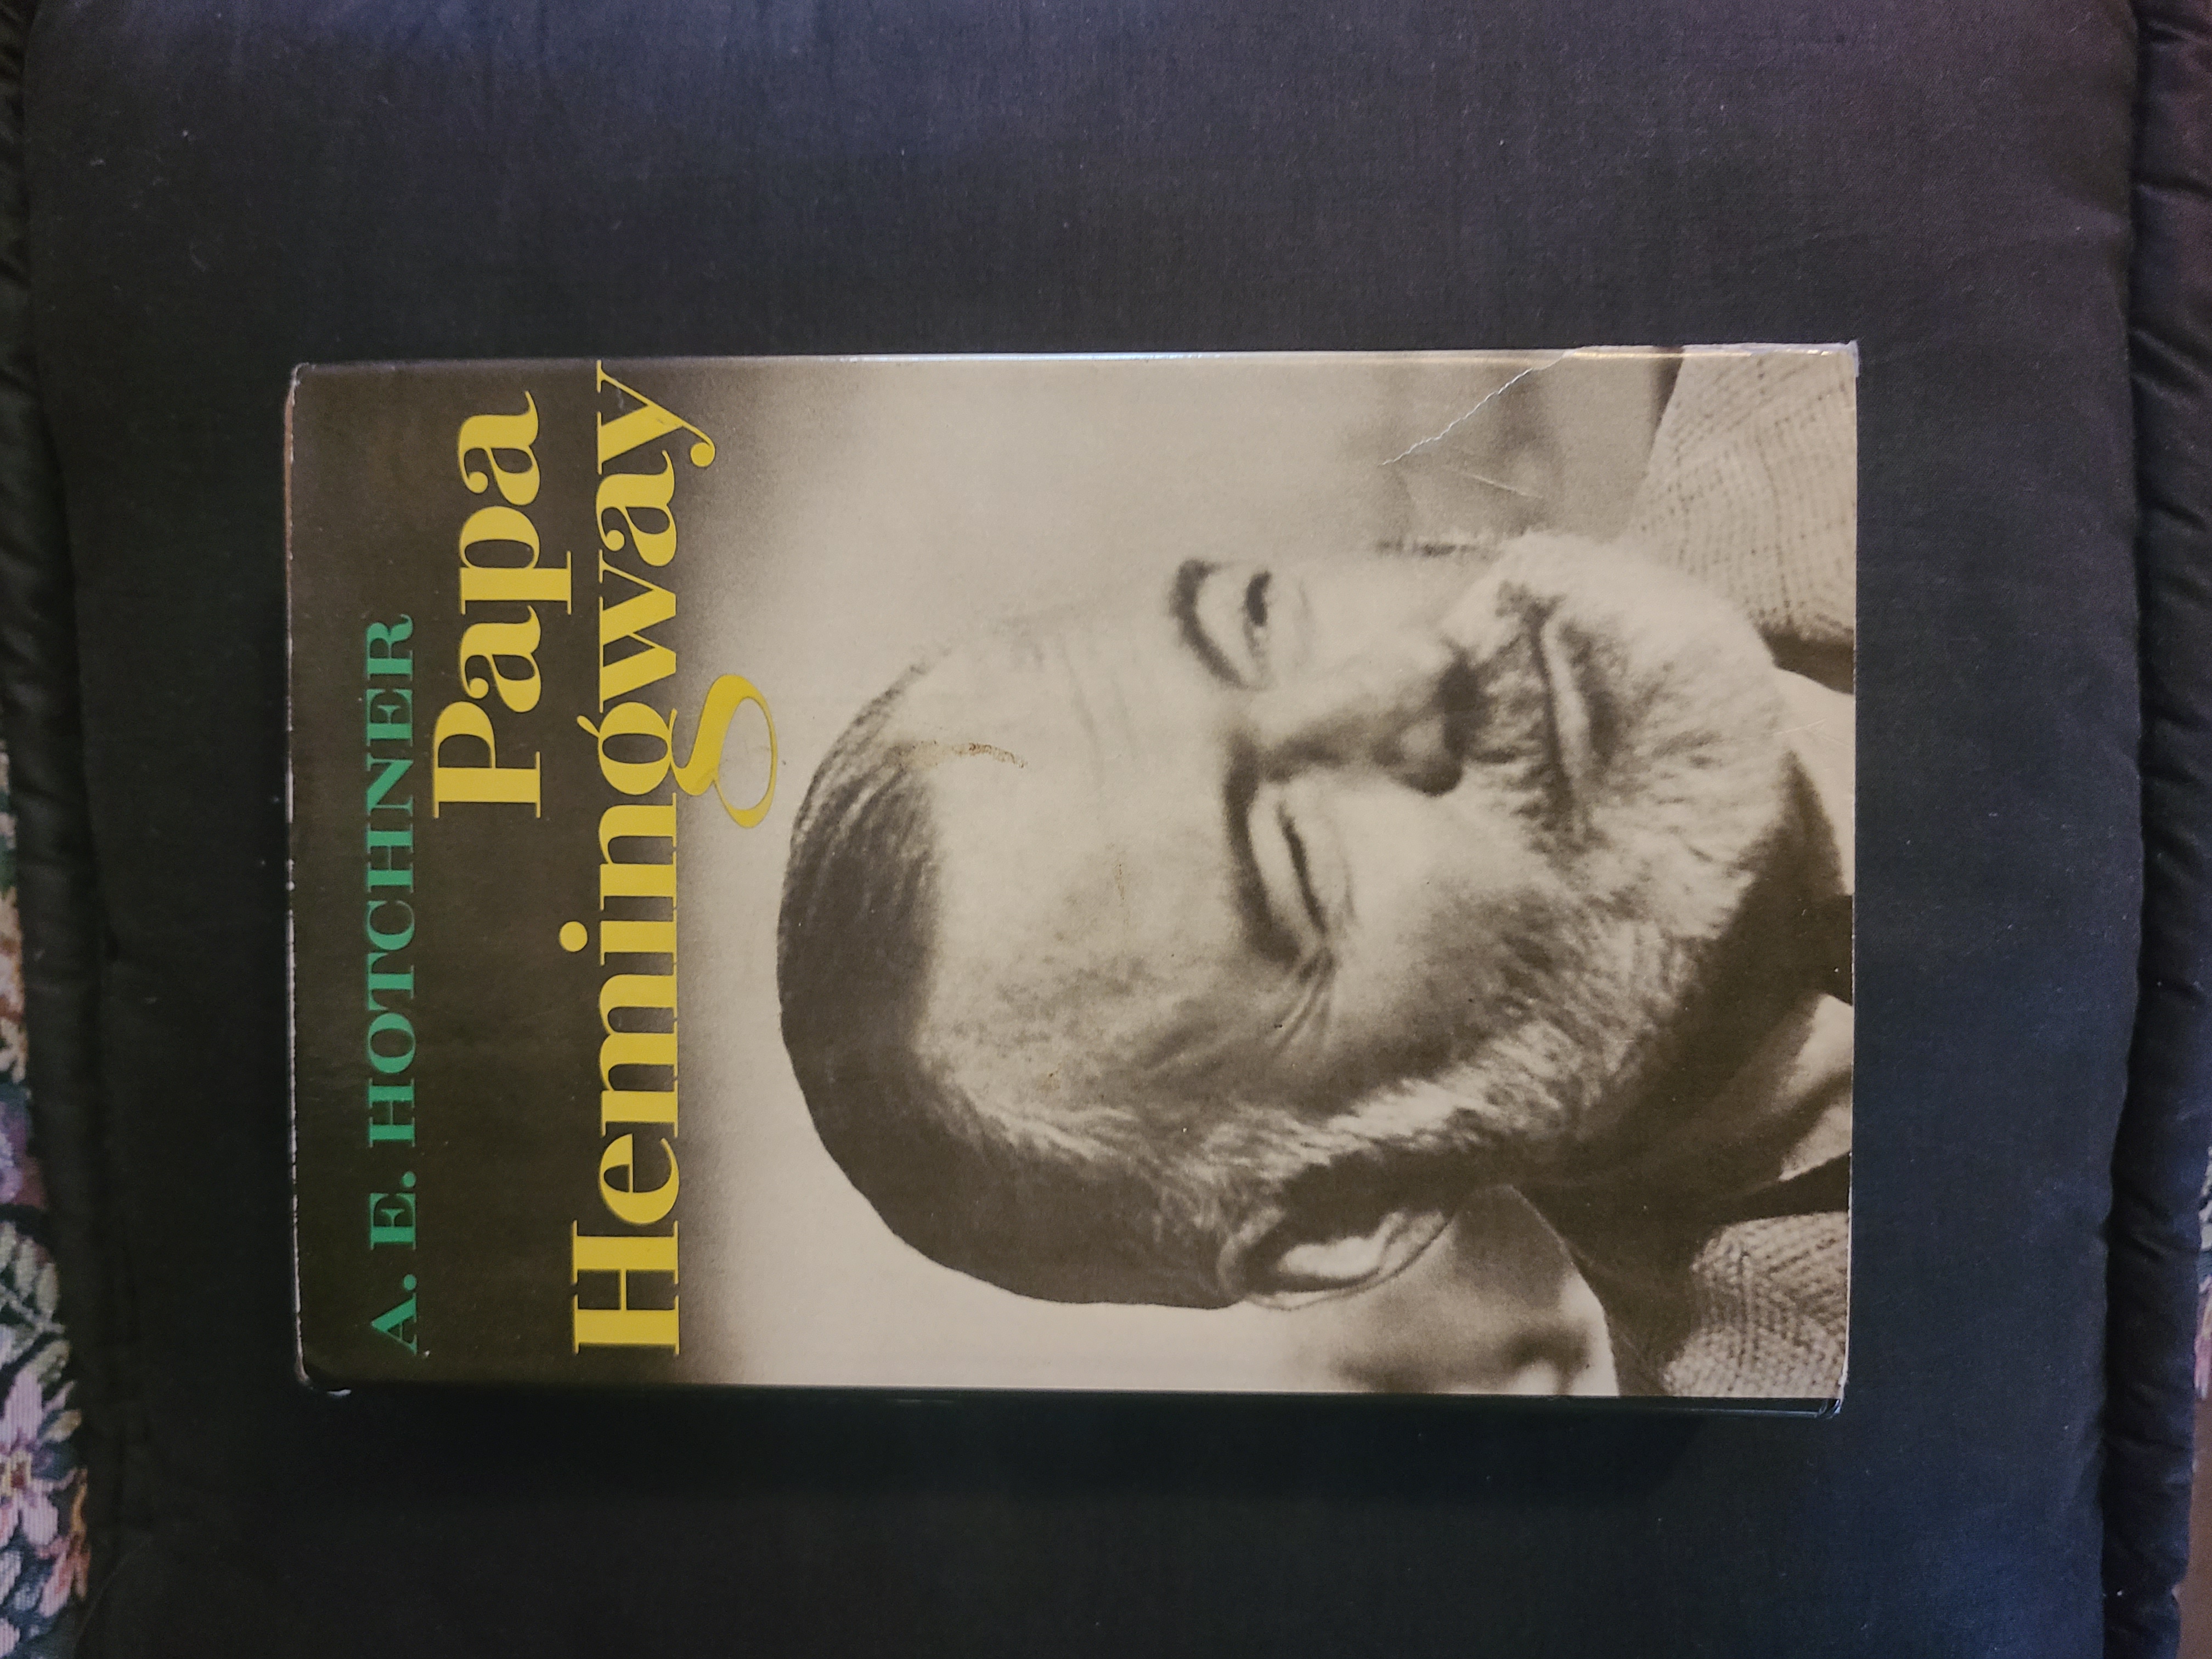 A. E. HOTCHNER
Papa
Hemingway